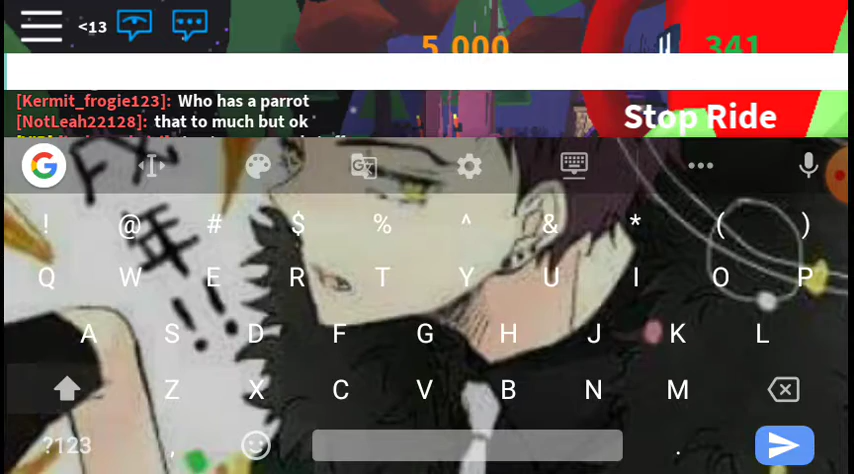 <13
5,000
341
[Kermit_frogie123]: Who has a parrot
[NotLeah22128]: that to much but ok
Stop Ride
G
! @ # $ % ^ & * ( )
Q W E R T Y U I O P
A S D F G H J K L
Z X C V B N M
?123 , .